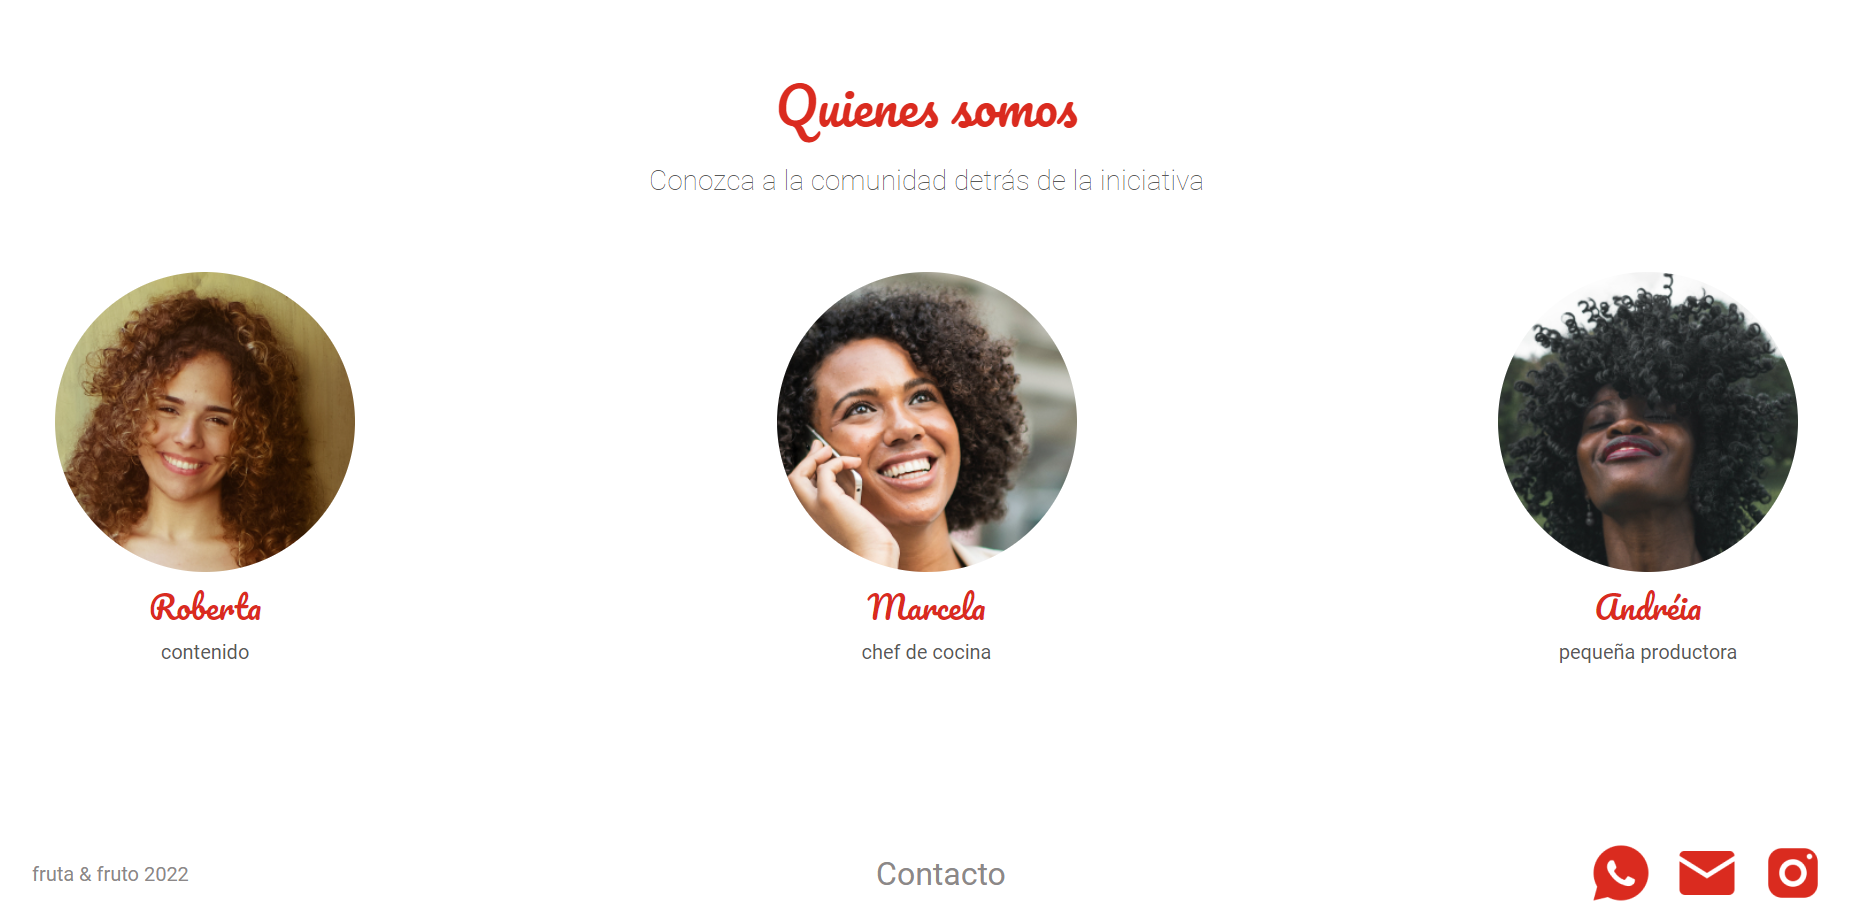 Quienes somos
Conozca a la comunidad detrás de la iniciativa
Roberta
contenido
Marcela
chef de cocina
Andréia
pequeña productora
fruta & fruto 2022
Contacto